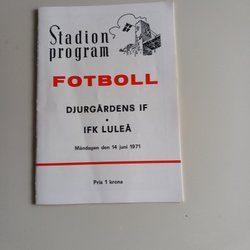 Stadion
program
FOTBOLL
DJURGÅRDENS IF
•
IFK LULEÅ
Måndagen den 14 juni 1971
Pris 1 krona